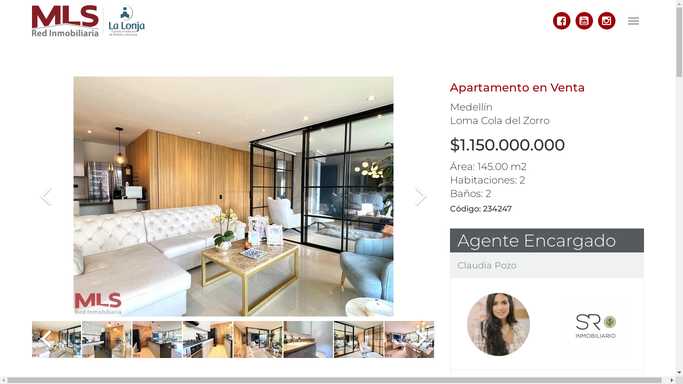 MLS
Red Inmobiliaria
La Lonja
Apartamento en Venta
Medellín
Loma Cola del Zorro
$1.150.000.000
Área: 145.00 m2
Habitaciones: 2
Baños: 2
Código: 234247
Agente Encargado
Claudia Pozo
MLS
Red Inmobiliaria
SR
INMOBILIARIO